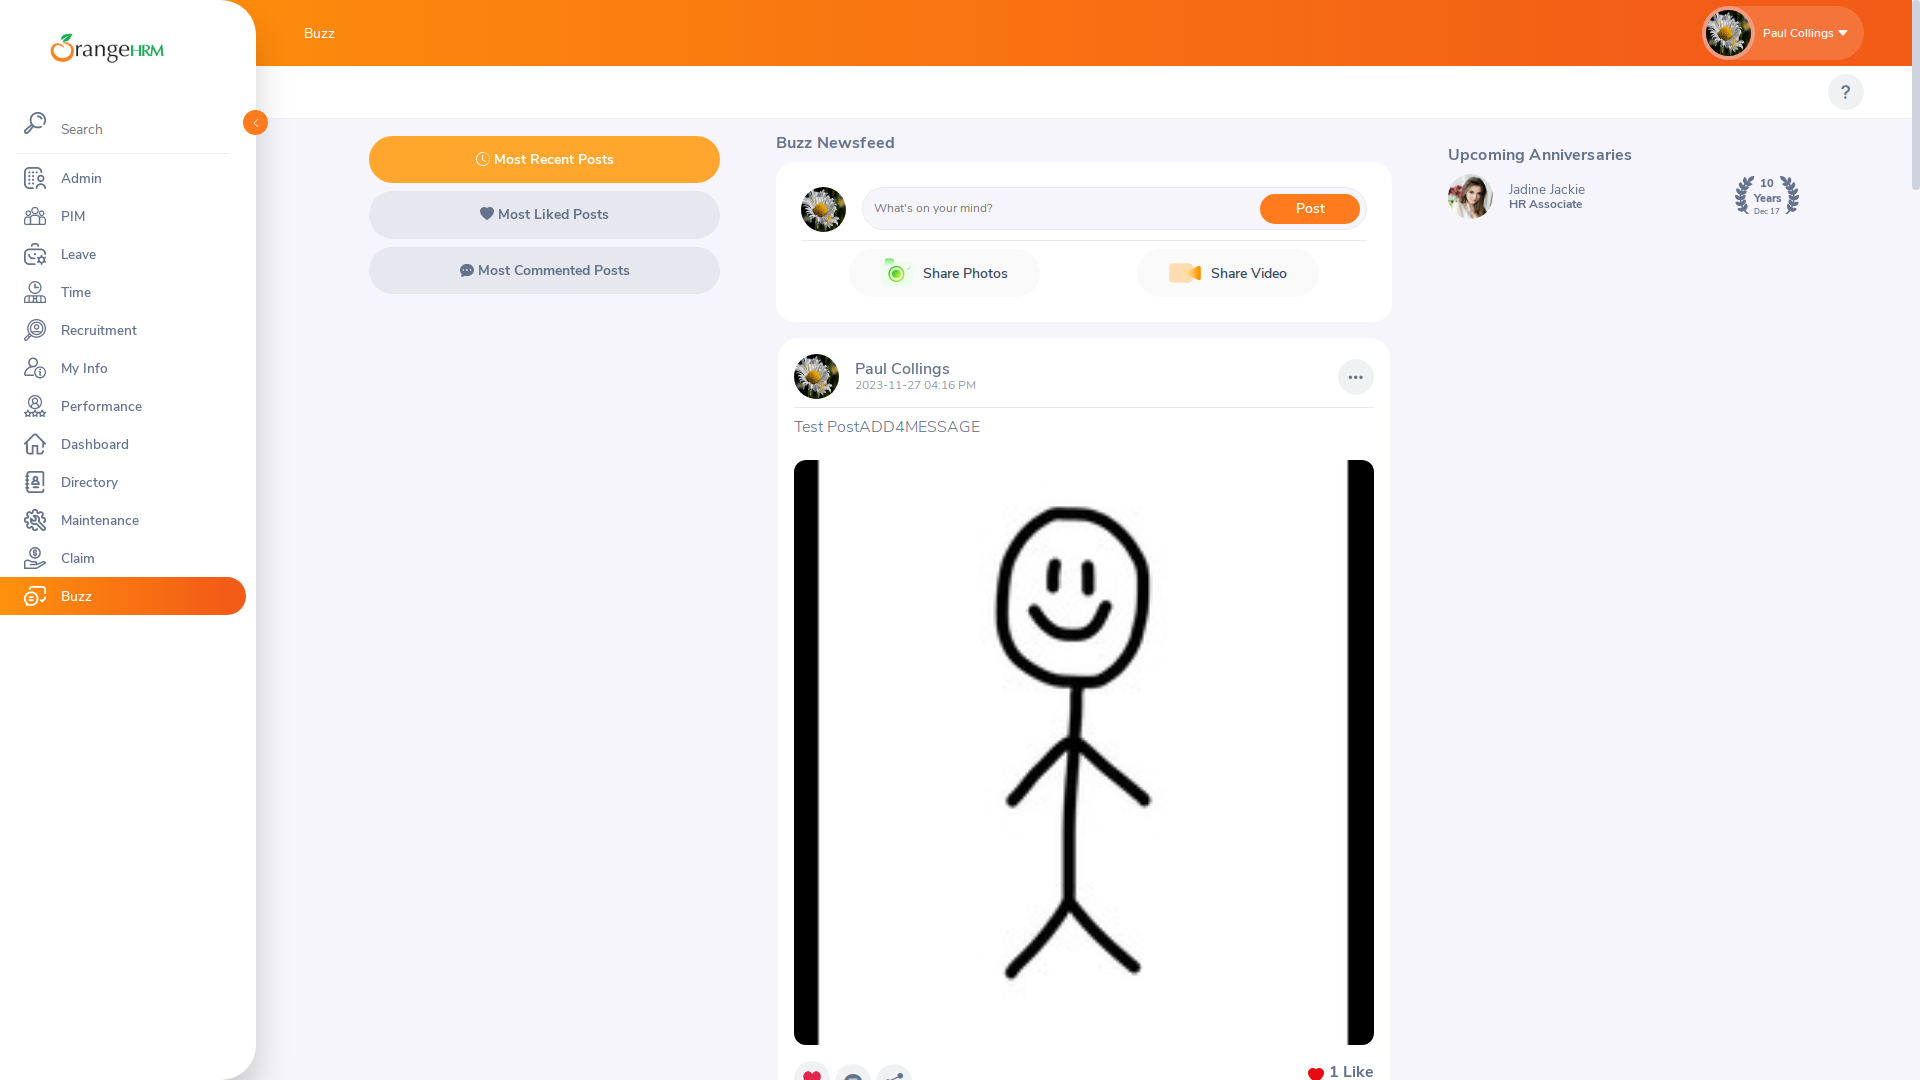 OrangeHRM
Search
Admin
PIM
Leave
Time
Recruitment
My Info
Performance
Dashboard
Directory
Maintenance
Claim
Buzz
Buzz
Paul Collings
?
Most Recent Posts
Most Liked Posts
Most Commented Posts
Buzz Newsfeed
What's on your mind?
Post
Share Photos
Share Video
Paul Collings
2023-11-27 04:16 PM
Test PostADD4MESSAGE
1 Like
Upcoming Anniversaries
Jadine Jackie
HR Associate
10
Years
Dec 17